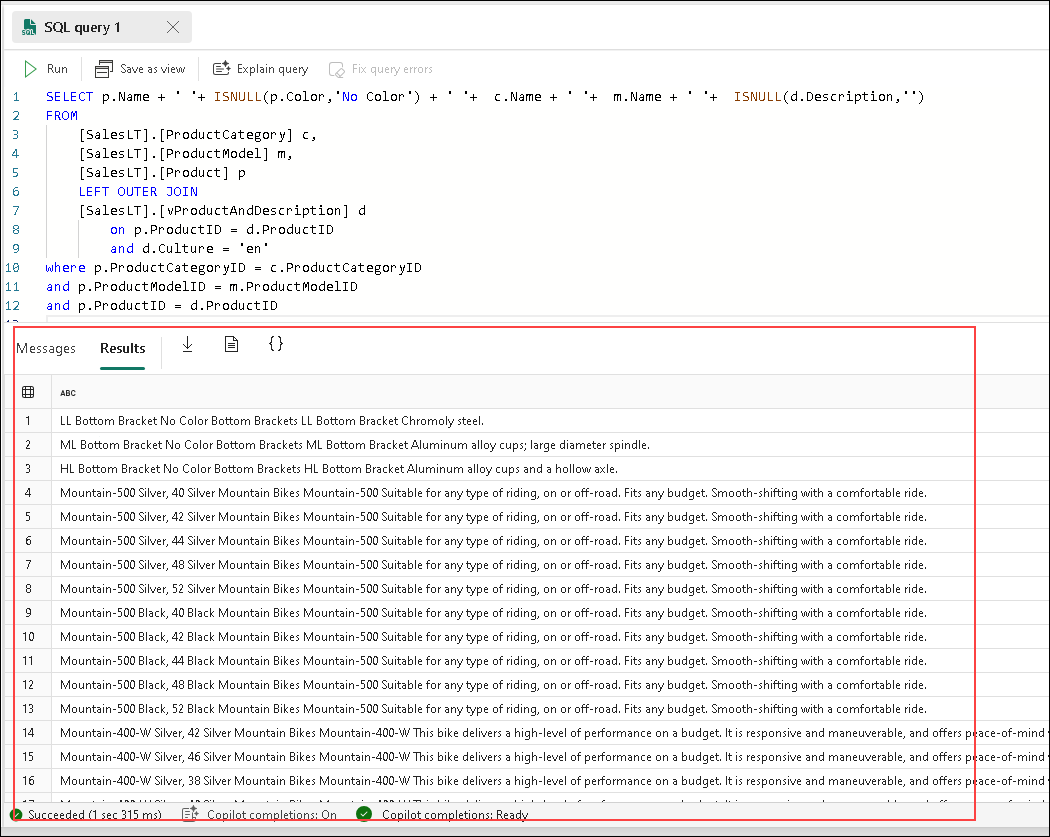 SQL query 1
Run Save as view Explain query Fix query errors
1 SELECT p.Name + ' '+ ISNULL(p.Color,'No Color') + ' '+  c.Name + ' '+  m.Name + ' '+  ISNULL(d.Description,'')
2 FROM
3 [SalesLT].[ProductCategory] c,
4 [SalesLT].[ProductModel] m,
5 [SalesLT].[Product] p
6 LEFT OUTER JOIN
7 [SalesLT].[vProductAndDescription] d
8 on p.ProductID = d.ProductID
9 and d.Culture = 'en'
10 where p.ProductCategoryID = c.ProductCategoryID
11 and p.ProductModelID = m.ProductModelID
12 and p.ProductID = d.ProductID
Messages Results {}
ABC
1 LL Bottom Bracket No Color Bottom Brackets LL Bottom Bracket Chromoly steel.
2 ML Bottom Bracket No Color Bottom Brackets ML Bottom Bracket Aluminum alloy cups; large diameter spindle.
3 HL Bottom Bracket No Color Bottom Brackets HL Bottom Bracket Aluminum alloy cups and a hollow axle.
4 Mountain-500 Silver, 40 Silver Mountain Bikes Mountain-500 Suitable for any type of riding, on or off-road. Fits any budget. Smooth-shifting with a comfortable ride.
5 Mountain-500 Silver, 42 Silver Mountain Bikes Mountain-500 Suitable for any type of riding, on or off-road. Fits any budget. Smooth-shifting with a comfortable ride.
6 Mountain-500 Silver, 44 Silver Mountain Bikes Mountain-500 Suitable for any type of riding, on or off-road. Fits any budget. Smooth-shifting with a comfortable ride.
7 Mountain-500 Silver, 48 Silver Mountain Bikes Mountain-500 Suitable for any type of riding, on or off-road. Fits any budget. Smooth-shifting with a comfortable ride.
8 Mountain-500 Silver, 52 Silver Mountain Bikes Mountain-500 Suitable for any type of riding, on or off-road. Fits any budget. Smooth-shifting with a comfortable ride.
9 Mountain-500 Black, 40 Black Mountain Bikes Mountain-500 Suitable for any type of riding, on or off-road. Fits any budget. Smooth-shifting with a comfortable ride.
10 Mountain-500 Black, 42 Black Mountain Bikes Mountain-500 Suitable for any type of riding, on or off-road. Fits any budget. Smooth-shifting with a comfortable ride.
11 Mountain-500 Black, 44 Black Mountain Bikes Mountain-500 Suitable for any type of riding, on or off-road. Fits any budget. Smooth-shifting with a comfortable ride.
12 Mountain-500 Black, 48 Black Mountain Bikes Mountain-500 Suitable for any type of riding, on or off-road. Fits any budget. Smooth-shifting with a comfortable ride.
13 Mountain-500 Black, 52 Black Mountain Bikes Mountain-500 Suitable for any type of riding, on or off-road. Fits any budget. Smooth-shifting with a comfortable ride.
14 Mountain-400-W Silver, 42 Silver Mountain Bikes Mountain-400-W This bike delivers a high-level of performance on a budget. It is responsive and maneuverable, and offers peace-of-mind
15 Mountain-400-W Silver, 46 Silver Mountain Bikes Mountain-400-W This bike delivers a high-level of performance on a budget. It is responsive and maneuverable, and offers peace-of-mind
16 Mountain-400-W Silver, 38 Silver Mountain Bikes Mountain-400-W This bike delivers a high-level of performance on a budget. It is responsive and maneuverable, and offers peace-of-mind
Succeeded (1 sec 315 ms) Copilot completions: On Copilot completions: Ready